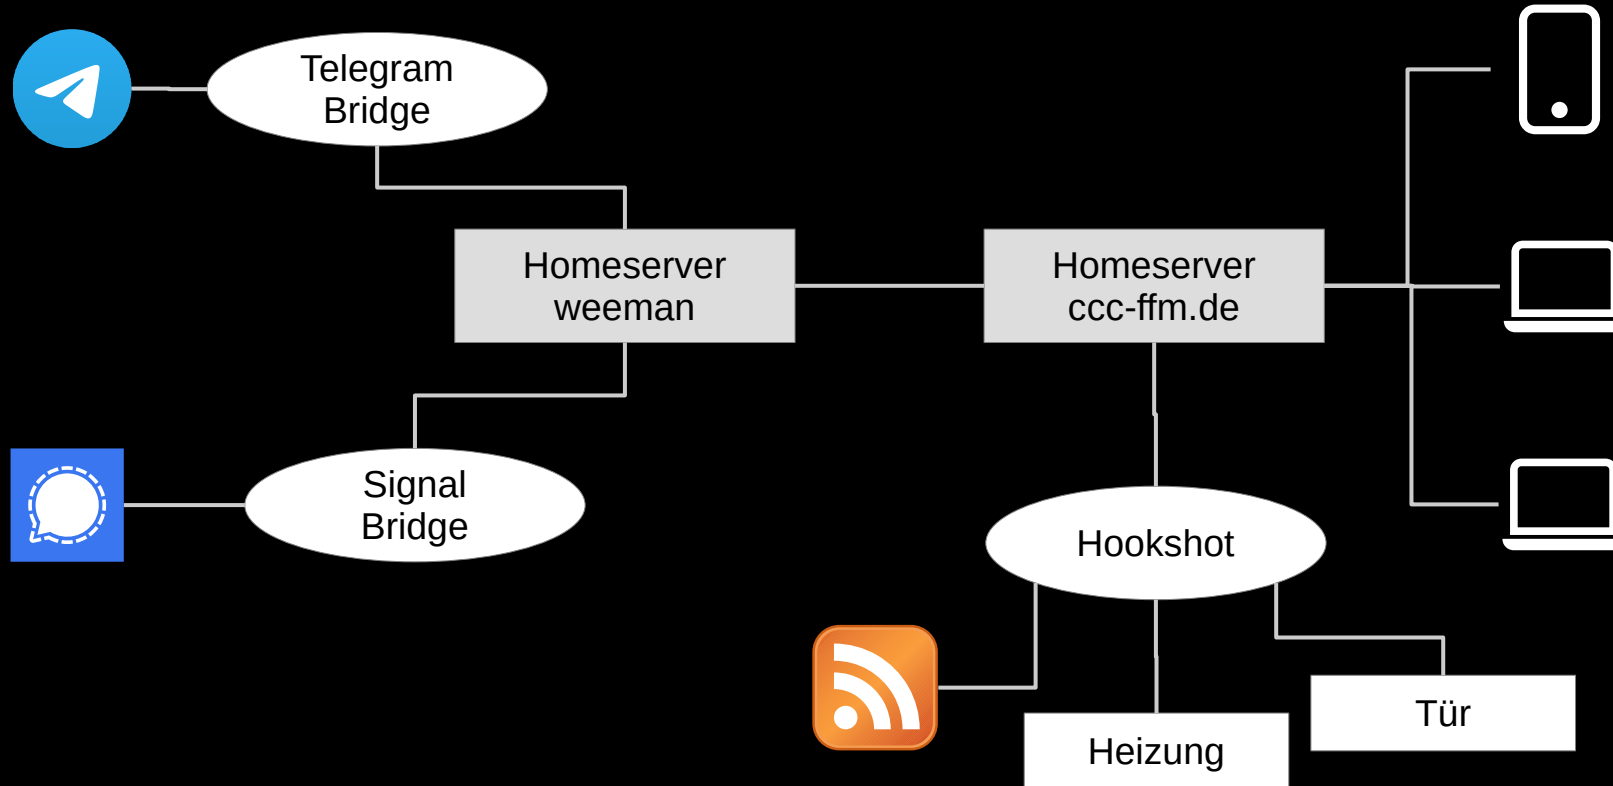 Telegram
Bridge
Homeserver
weeman
Homeserver
ccc-ffm.de
Signal
Bridge
Hookshot
Tür
Heizung